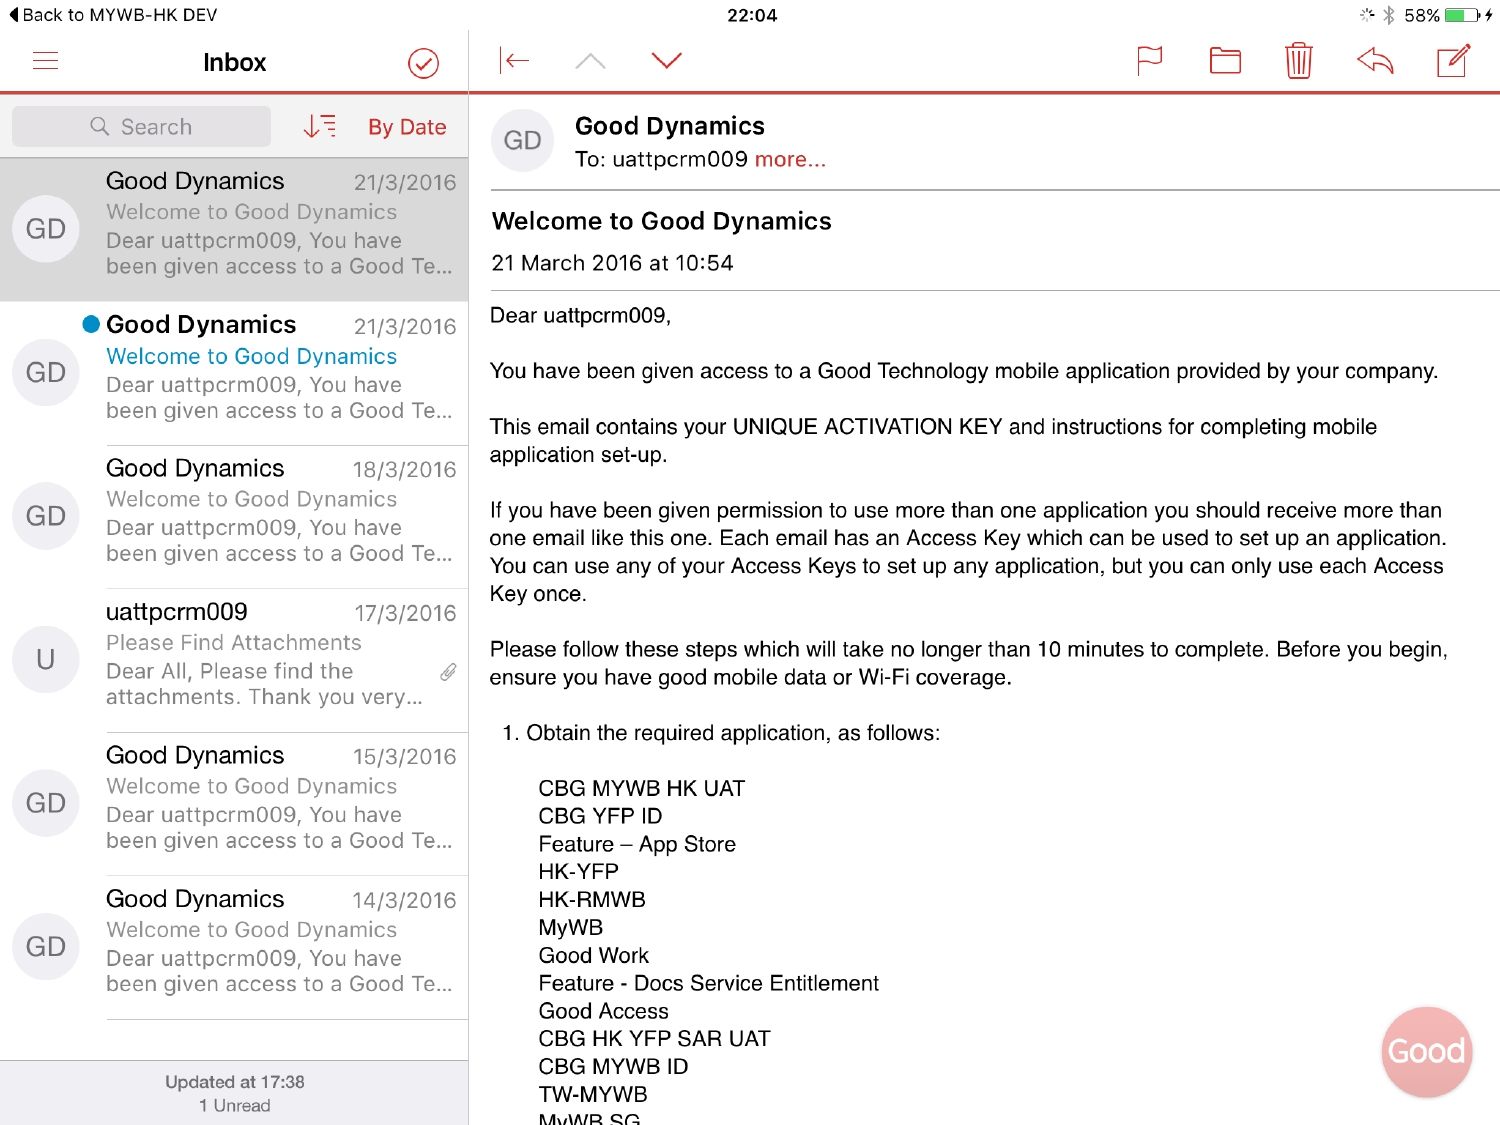 Back to MYWB-HK DEV
22:04
58%
Inbox
Search
By Date
GD
Good Dynamics
21/3/2016
Welcome to Good Dynamics
Dear uattpcrm009, You have
been given access to a Good Te...
GD
Good Dynamics
21/3/2016
Welcome to Good Dynamics
Dear uattpcrm009, You have
been given access to a Good Te...
GD
Good Dynamics
18/3/2016
Welcome to Good Dynamics
Dear uattpcrm009, You have
been given access to a Good Te...
U
uattpcrm009
17/3/2016
Please Find Attachments
Dear All, Please find the
attachments. Thank you very...
GD
Good Dynamics
15/3/2016
Welcome to Good Dynamics
Dear uattpcrm009, You have
been given access to a Good Te...
GD
Good Dynamics
14/3/2016
Welcome to Good Dynamics
Dear uattpcrm009, You have
been given access to a Good Te...
Updated at 17:38
1 Unread
GD
Good Dynamics
To: uattpcrm009 more...
Welcome to Good Dynamics
21 March 2016 at 10:54
Dear uattpcrm009,
You have been given access to a Good Technology mobile application provided by your company.
This email contains your UNIQUE ACTIVATION KEY and instructions for completing mobile
application set-up.
If you have been given permission to use more than one application you should receive more than
one email like this one. Each email has an Access Key which can be used to set up an application.
You can use any of your Access Keys to set up any application, but you can only use each Access
Key once.
Please follow these steps which will take no longer than 10 minutes to complete. Before you begin,
ensure you have good mobile data or Wi-Fi coverage.
1. Obtain the required application, as follows:
CBG MYWB HK UAT
CBG YFP ID
Feature – App Store
HK-YFP
HK-RMWB
MyWB
Good Work
Feature - Docs Service Entitlement
Good Access
CBG HK YFP SAR UAT
CBG MYWB ID
TW-MYWB
MyWB SG
Good